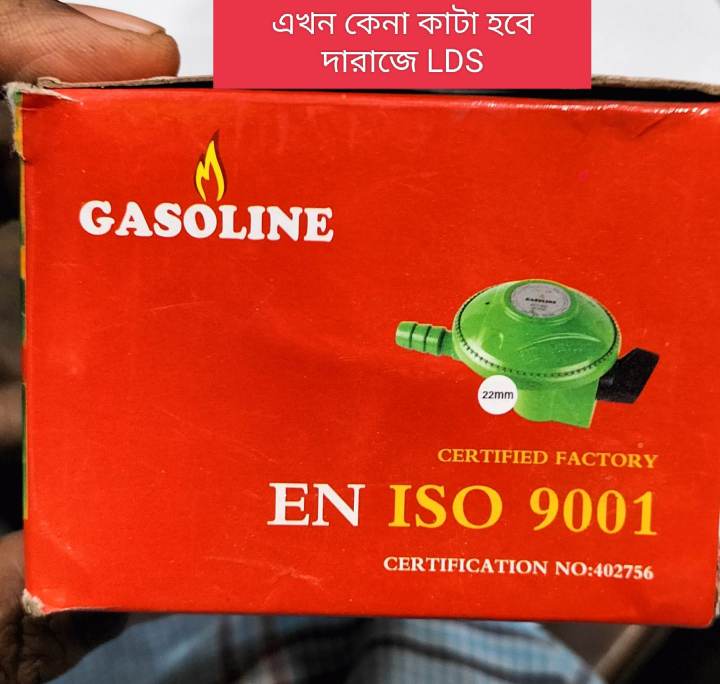 এখন কেনা কাটা হবে
দারাজে LDS
GASOLINE
GASOLINE
22mm
CERTIFIED FACTORY
EN ISO 9001
CERTIFICATION NO:402756